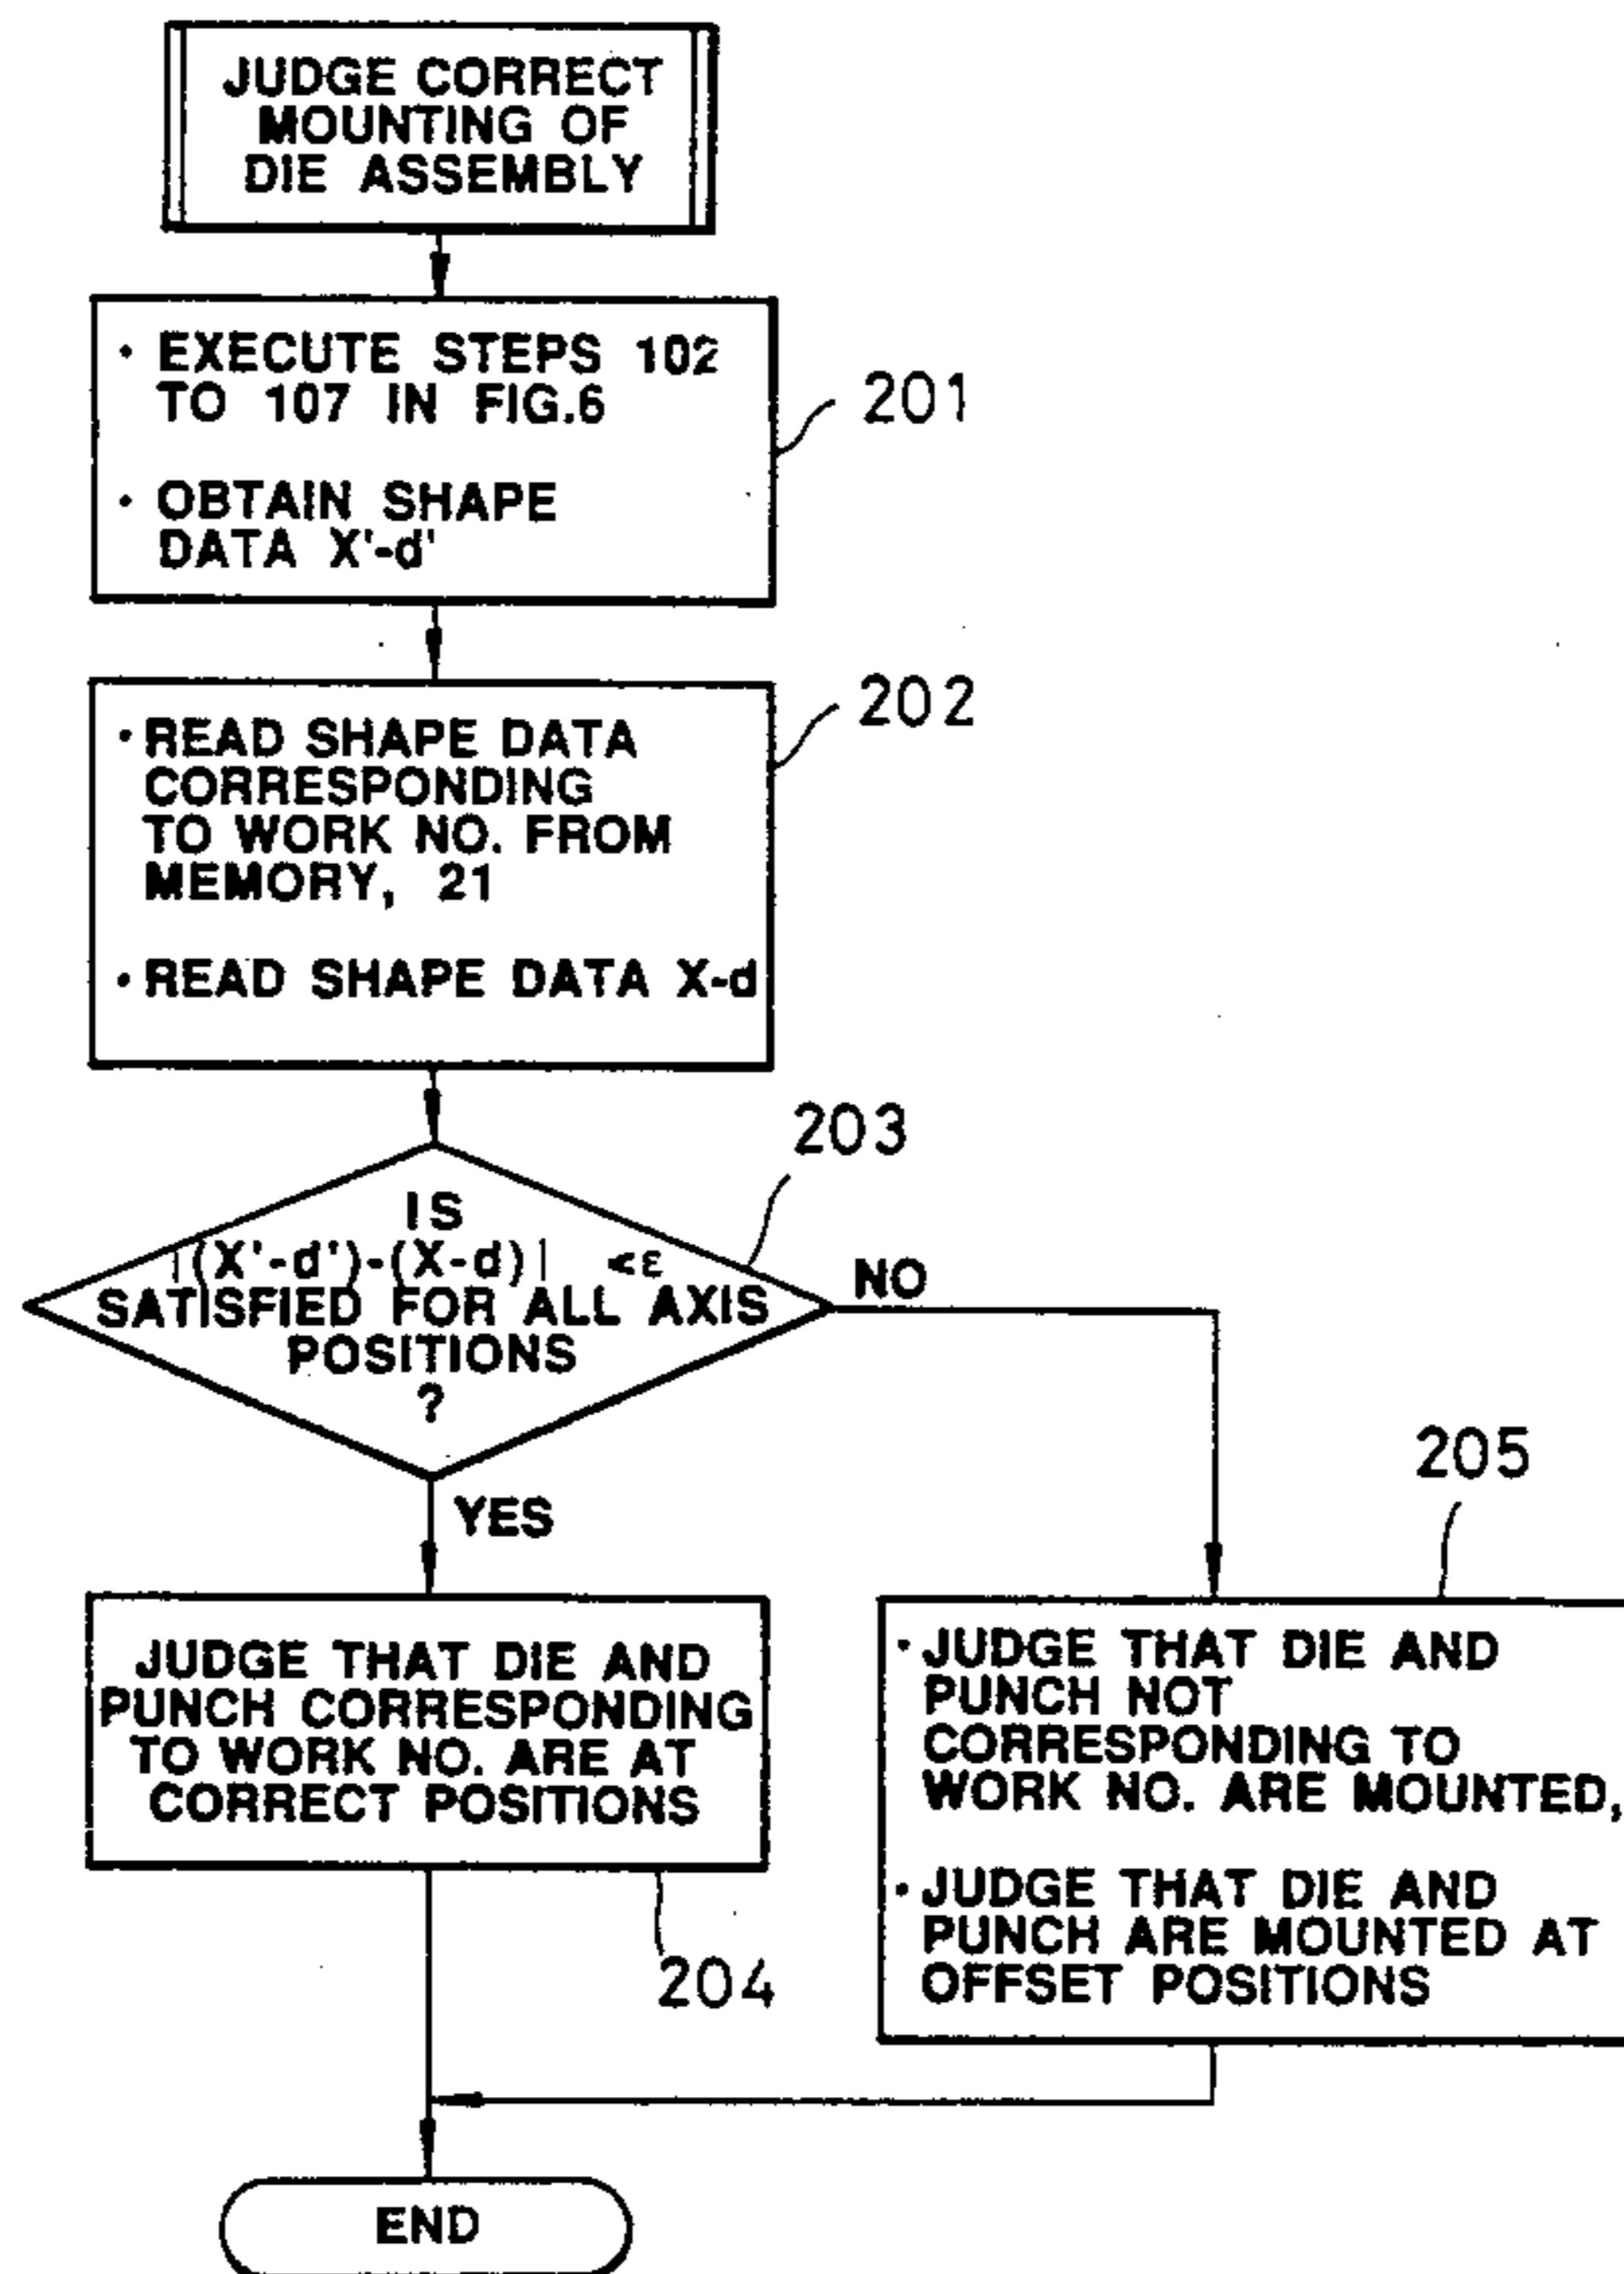 JUDGE CORRECT
MOUNTING OF
DIE ASSEMBLY
• EXECUTE STEPS 102
TO 107 IN FIG.6
• OBTAIN SHAPE
DATA X'-d'
201
• READ SHAPE DATA
CORRESPONDING
TO WORK NO. FROM
MEMORY, 21
• READ SHAPE DATA X-d
202
IS
|(X'-d')-(X-d)| <ε
SATISFIED FOR ALL AXIS
POSITIONS
?
203
NO
YES
JUDGE THAT DIE AND
PUNCH CORRESPONDING
TO WORK NO. ARE AT
CORRECT POSITIONS
204
205
• JUDGE THAT DIE AND
PUNCH NOT
CORRESPONDING TO
WORK NO. ARE MOUNTED,
• JUDGE THAT DIE AND
PUNCH ARE MOUNTED AT
OFFSET POSITIONS
END